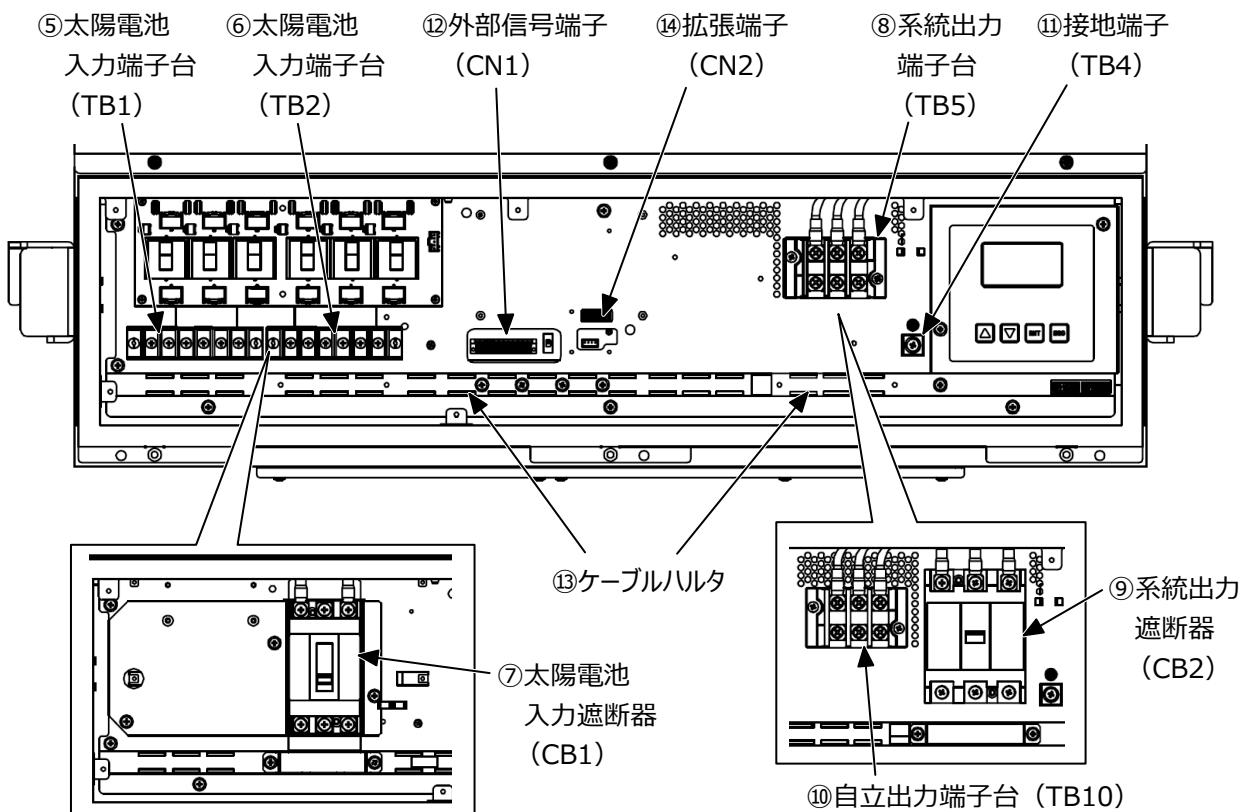 ⑤太陽電池
入力端子台
（TB1）
⑥太陽電池
入力端子台
（TB2）
⑫外部信号端子
（CN1）
⑭拡張端子
（CN2）
⑧系統出力
端子台
（TB5）
⑪接地端子
（TB4）
⑬ケーブルハルタ
⑦太陽電池
入力遮断器
（CB1）
⑨系統出力
遮断器
（CB2）
⑩自立出力端子台（TB10）